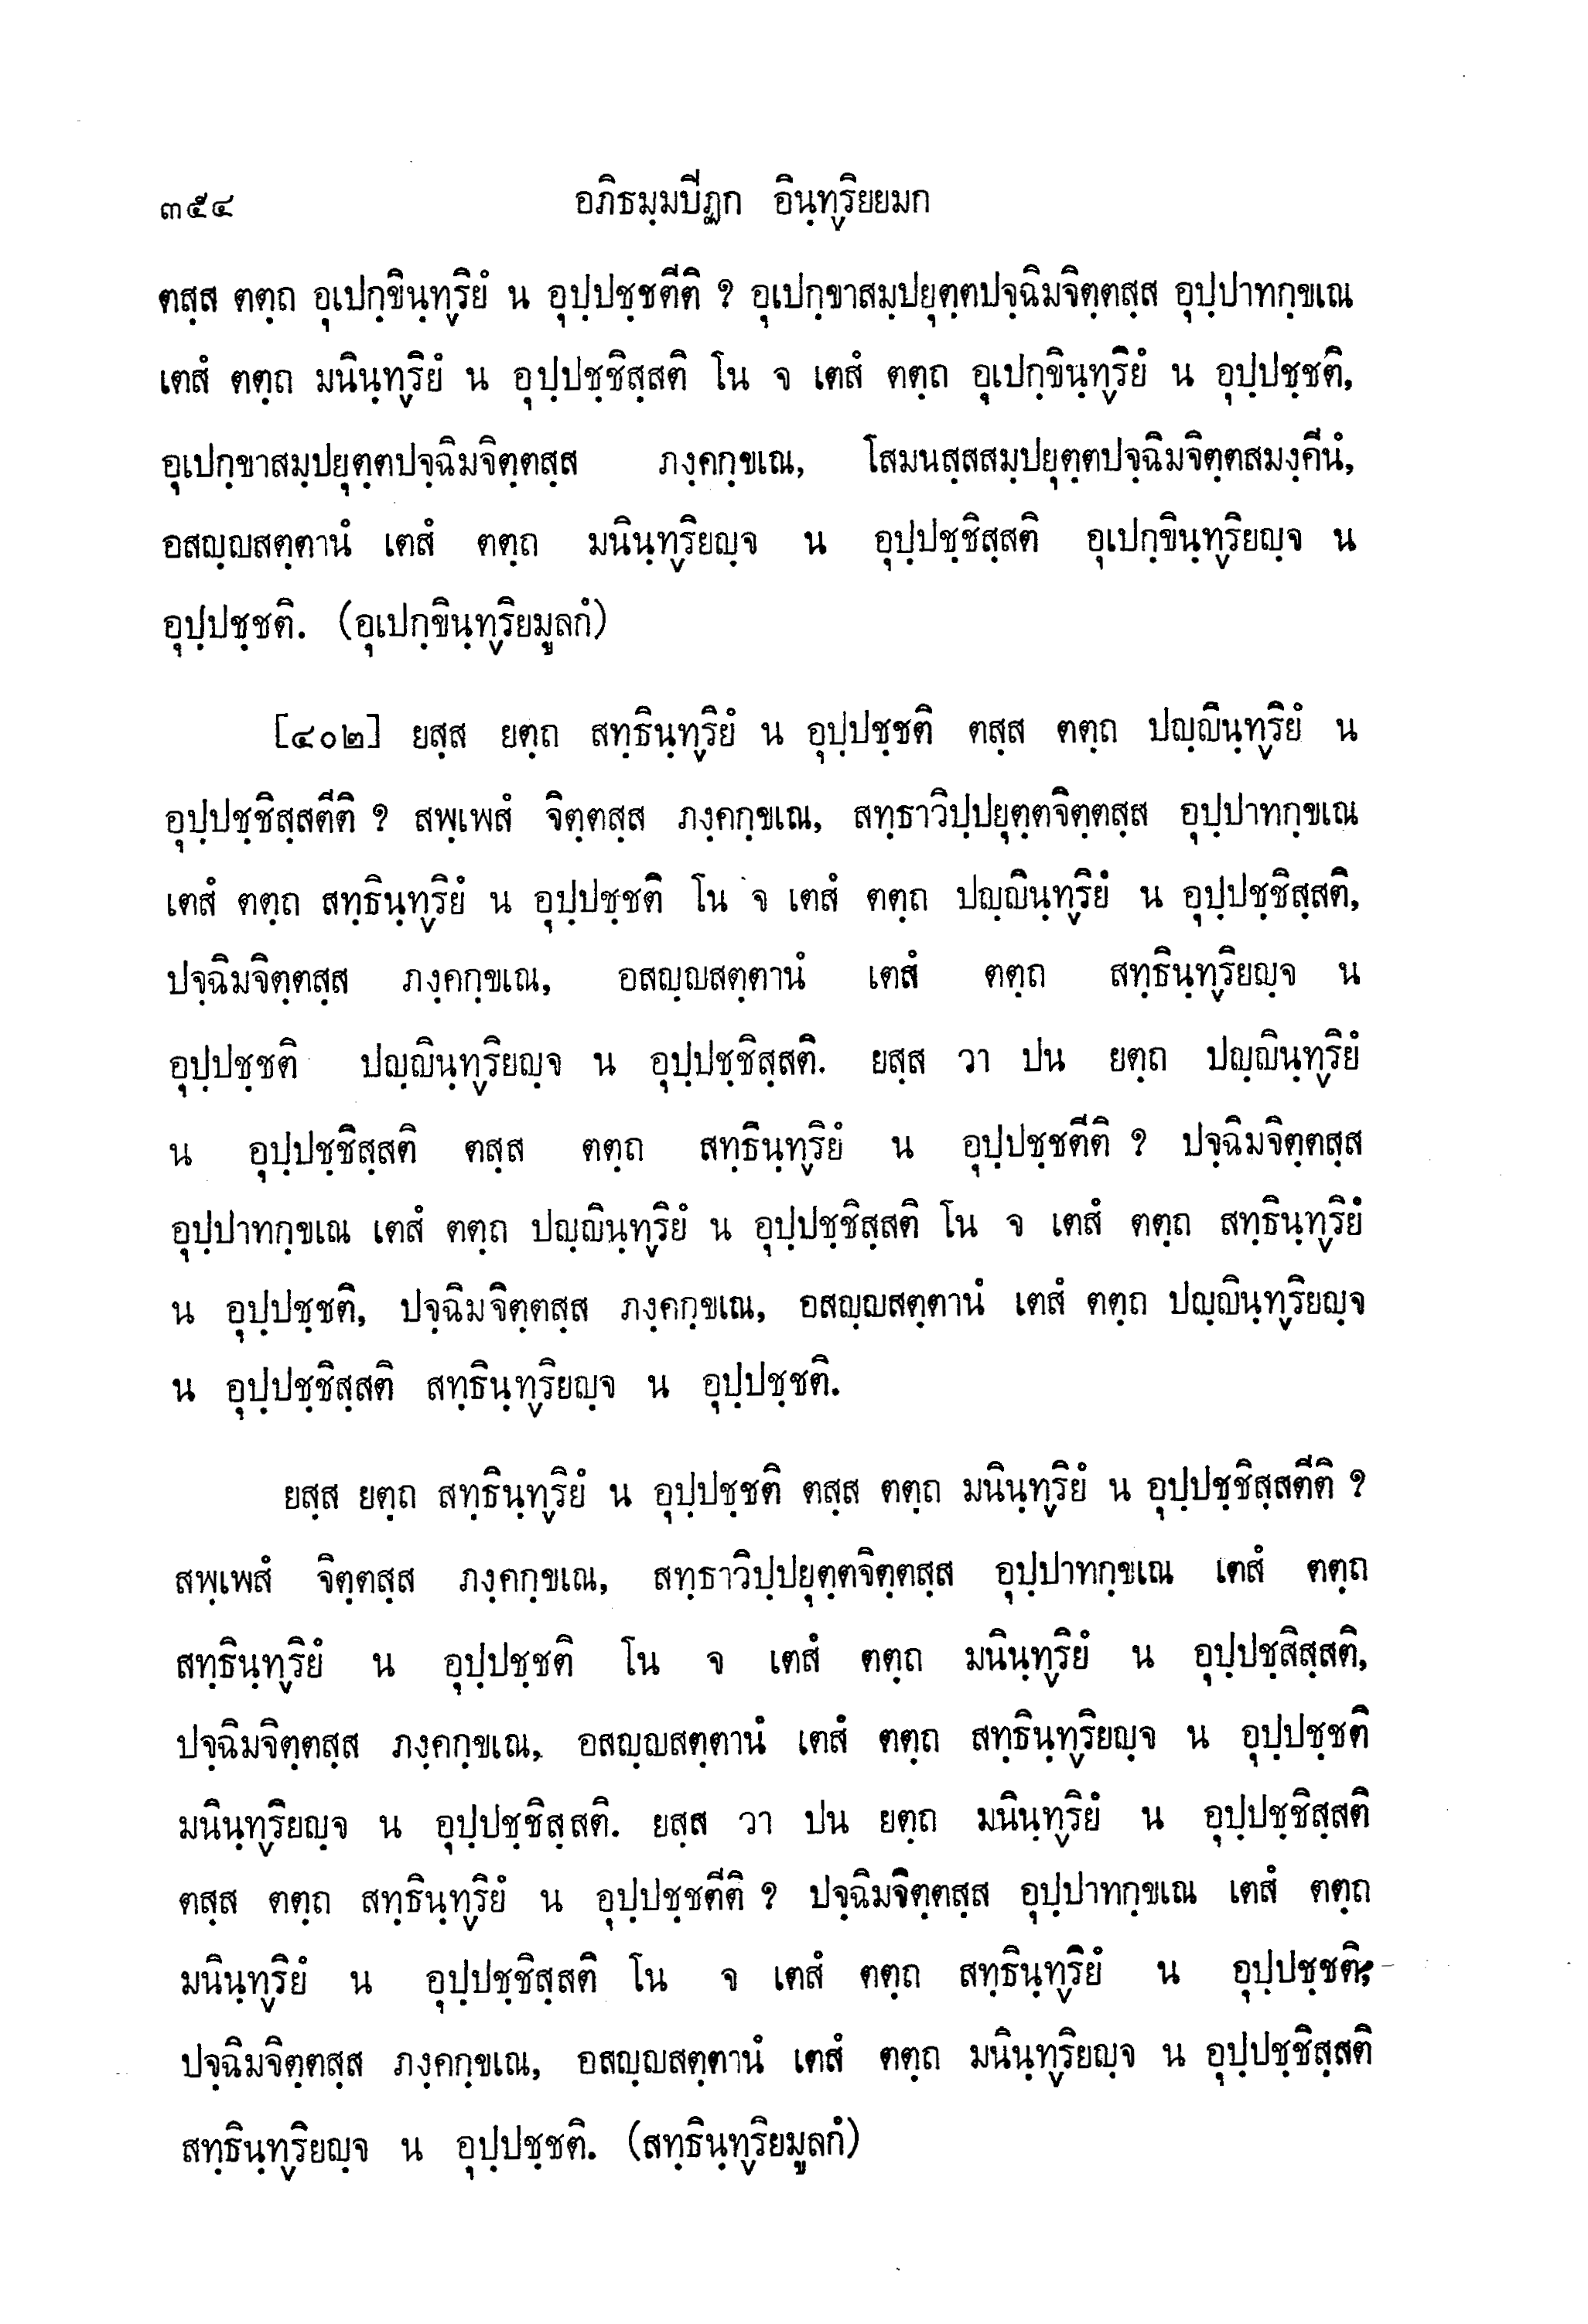 ๓๕๔ อภิธมฺมปีฏก อินฺทฺริยยมก
ตสฺส ตตฺถ อุเปกฺขินฺทฺริยํ น อุปฺปชฺชตีติ ? อุเปกฺขาสมฺปยุตฺตปจฺฉิมจิตฺตสฺส อุปฺปาทกฺขเณ
เตสํ ตตฺถ มนินฺทฺริยํ น อุปฺปชฺชิสฺสติ โน จ เตสํ ตตฺถ อุเปกฺขินฺทฺริยํ น อุปฺปชฺชติ,
อุเปกฺขาสมฺปยุตฺตปจฺฉิมจิตฺตสฺส ภงฺคกฺขเณ, โสมนสฺสสมฺปยุตฺตปจฺฉิมจิตฺตสมงฺคีนํ,
อสญฺญสตฺตานํ เตสํ ตตฺถ มนินฺทฺริยญฺจ น อุปฺปชฺชิสฺสติ อุเปกฺขินฺทฺริยญฺจ น
อุปฺปชฺชติ. (อุเปกฺขินฺทฺริยมูลกํ)
[๔๐๒] ยสฺส ยตฺถ สทฺธินฺทฺริยํ น อุปฺปชฺชติ ตสฺส ตตฺถ ปญฺญินฺทฺริยํ น
อุปฺปชฺชิสฺสตีติ ? สพฺเพสํ จิตฺตสฺส ภงฺคกฺขเณ, สทฺธาวิปฺปยุตฺตจิตฺตสฺส อุปฺปาทกฺขเณ
เตสํ ตตฺถ สทฺธินฺทฺริยํ น อุปฺปชฺชติ โน จ เตสํ ตตฺถ ปญฺญินฺทฺริยํ น อุปฺปชฺชิสฺสติ,
ปจฺฉิมจิตฺตสฺส ภงฺคกฺขเณ, อสญฺญสตฺตานํ เตสํ ตตฺถ สทฺธินฺทฺริยญฺจ น
อุปฺปชฺชติ ปญฺญินฺทฺริยญฺจ น อุปฺปชฺชิสฺสติ. ยสฺส วา ปน ยตฺถ ปญฺญินฺทฺริยํ
น อุปฺปชฺชิสฺสติ ตสฺส ตตฺถ สทฺธินฺทฺริยํ น อุปฺปชฺชตีติ ? ปจฺฉิมจิตฺตสฺส
อุปฺปาทกฺขเณ เตสํ ตตฺถ ปญฺญินฺทฺริยํ น อุปฺปชฺชิสฺสติ โน จ เตสํ ตตฺถ สทฺธินฺทฺริยํ
น อุปฺปชฺชติ, ปจฺฉิมจิตฺตสฺส ภงฺคกฺขเณ, อสญฺญสตฺตานํ เตสํ ตตฺถ ปญฺญินฺทฺริยญฺจ
น อุปฺปชฺชิสฺสติ สทฺธินฺทฺริยญฺจ น อุปฺปชฺชติ.
ยสฺส ยตฺถ สทฺธินฺทฺริยํ น อุปฺปชฺชติ ตสฺส ตตฺถ มนินฺทฺริยํ น อุปฺปชฺชิสฺสตีติ ?
สพฺเพสํ จิตฺตสฺส ภงฺคกฺขเณ, สทฺธาวิปฺปยุตฺตจิตฺตสฺส อุปฺปาทกฺขเณ เตสํ ตตฺถ
สทฺธินฺทฺริยํ น อุปฺปชฺชติ โน จ เตสํ ตตฺถ มนินฺทฺริยํ น อุปฺปชฺสิสฺสติ,
ปจฺฉิมจิตฺตสฺส ภงฺคกฺขเณ, อสญฺญสตฺตานํ เตสํ ตตฺถ สทฺธินฺทฺริยญฺจ น อุปฺปชฺชติ
มนินฺทฺริยญฺจ น อุปฺปชฺชิสฺสติ. ยสฺส วา ปน ยตฺถ มนินฺทฺริยํ น อุปฺปชฺชิสฺสติ
ตสฺส ตตฺถ สทฺธินฺทฺริยํ น อุปฺปชฺชตีติ ? ปจฺฉิมจิตฺตสฺส อุปฺปาทกฺขเณ เตสํ ตตฺถ
มนินฺทฺริยํ น อุปฺปชฺชิสฺสติ โน จ เตสํ ตตฺถ สทฺธินฺทฺริยํ น อุปฺปชฺชติ,
ปจฺฉิมจิตฺตสฺส ภงฺคกฺขเณ, อสญฺญสตฺตานํ เตสํ ตตฺถ มนินฺทฺริยญฺจ น อุปฺปชฺชิสฺสติ
สทฺธินฺทฺริยญฺจ น อุปฺปชฺชติ. (สทฺธินฺทฺริยมูลกํ)